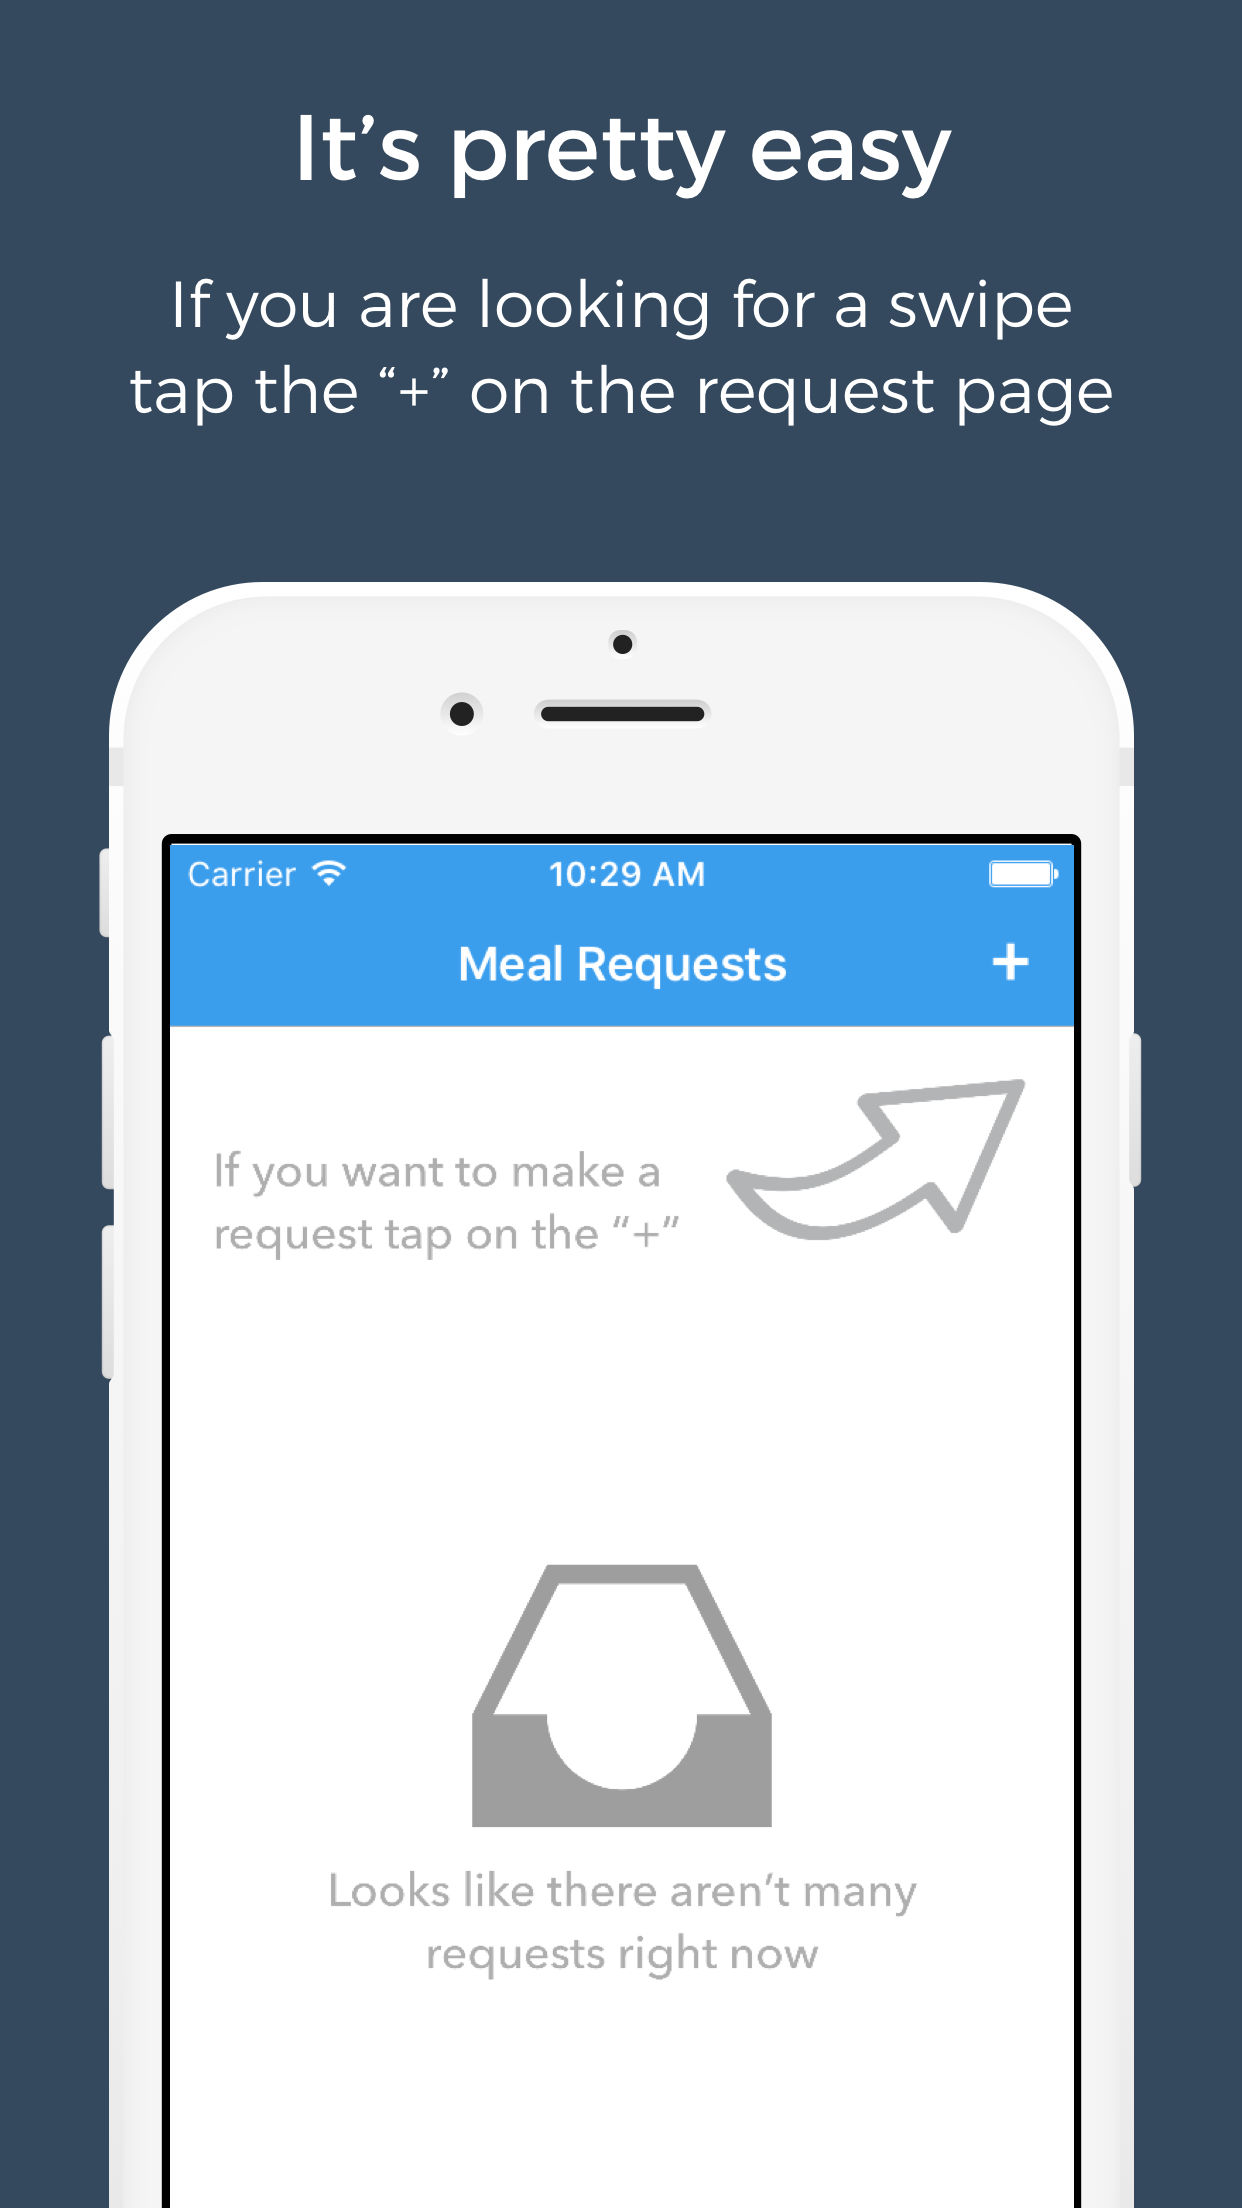 It’s pretty easy
If you are looking for a swipe
tap the “+” on the request page
Carrier 10:29 AM
Meal Requests +
If you want to make a
request tap on the “+”
Looks like there aren’t many
requests right now